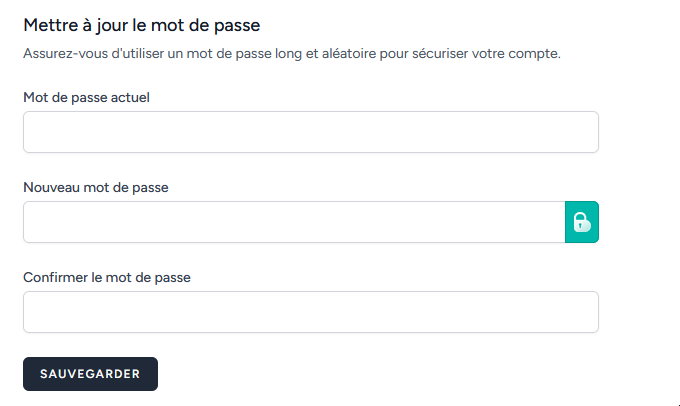 Mettre à jour le mot de passe
Assurez-vous d'utiliser un mot de passe long et aléatoire pour sécuriser votre compte.
Mot de passe actuel
Nouveau mot de passe
Confirmer le mot de passe
SAUVEGARDER